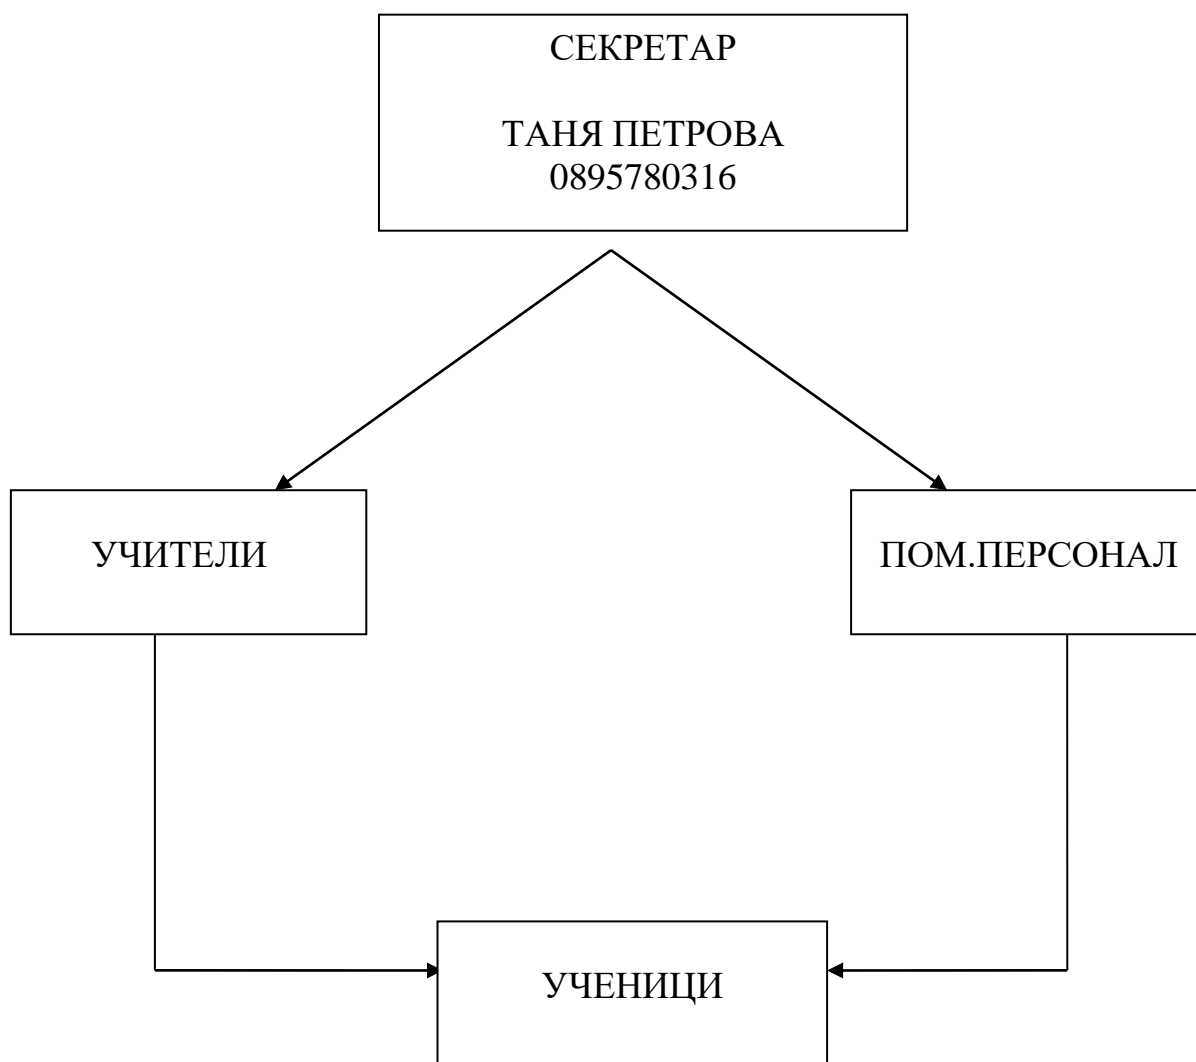 СЕКРЕТАР
ТАНЯ ПЕТРОВА
0895780316
УЧИТЕЛИ
ПОМ.ПЕРСОНАЛ
УЧЕНИЦИ